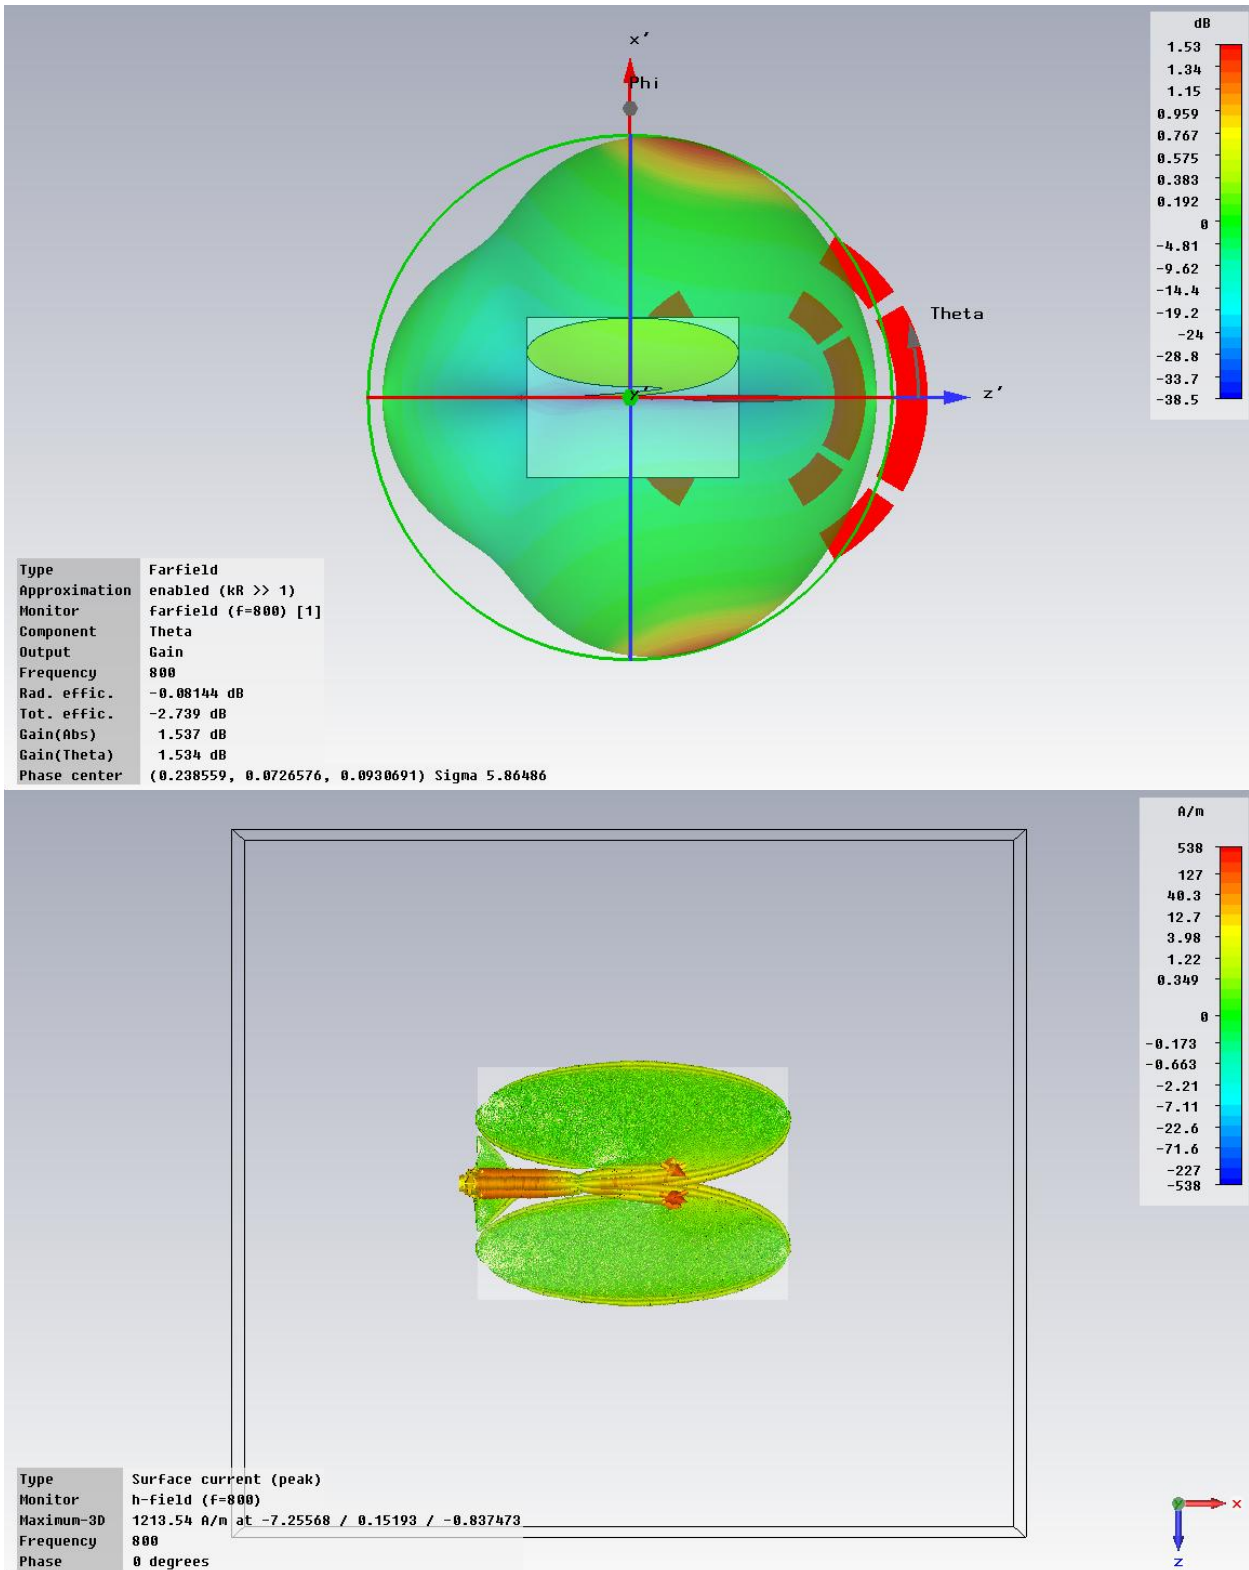 dB
1.53
1.34
1.15
0.959
0.767
0.575
0.383
0.192
0
-4.81
-9.62
-14.4
-19.2
-24
-28.8
-33.7
-38.5
x'
Phi
Theta
y'
z'
Type Farfield
Approximation enabled (kR >> 1)
Monitor farfield (f=800) [1]
Component Theta
Output Gain
Frequency 800
Rad. effic. -0.08144 dB
Tot. effic. -2.739 dB
Gain(Abs) 1.537 dB
Gain(Theta) 1.534 dB
Phase center (0.238559, 0.0726576, 0.0930691) Sigma 5.86486
A/m
538
127
40.3
12.7
3.98
1.22
0.349
0
-0.173
-0.663
-2.21
-7.11
-22.6
-71.6
-227
-538
Type Surface current (peak)
Monitor h-field (f=800)
Maximum-3D 1213.54 A/m at -7.25568 / 0.15193 / -0.837473
Frequency 800
Phase 0 degrees
y
x
z